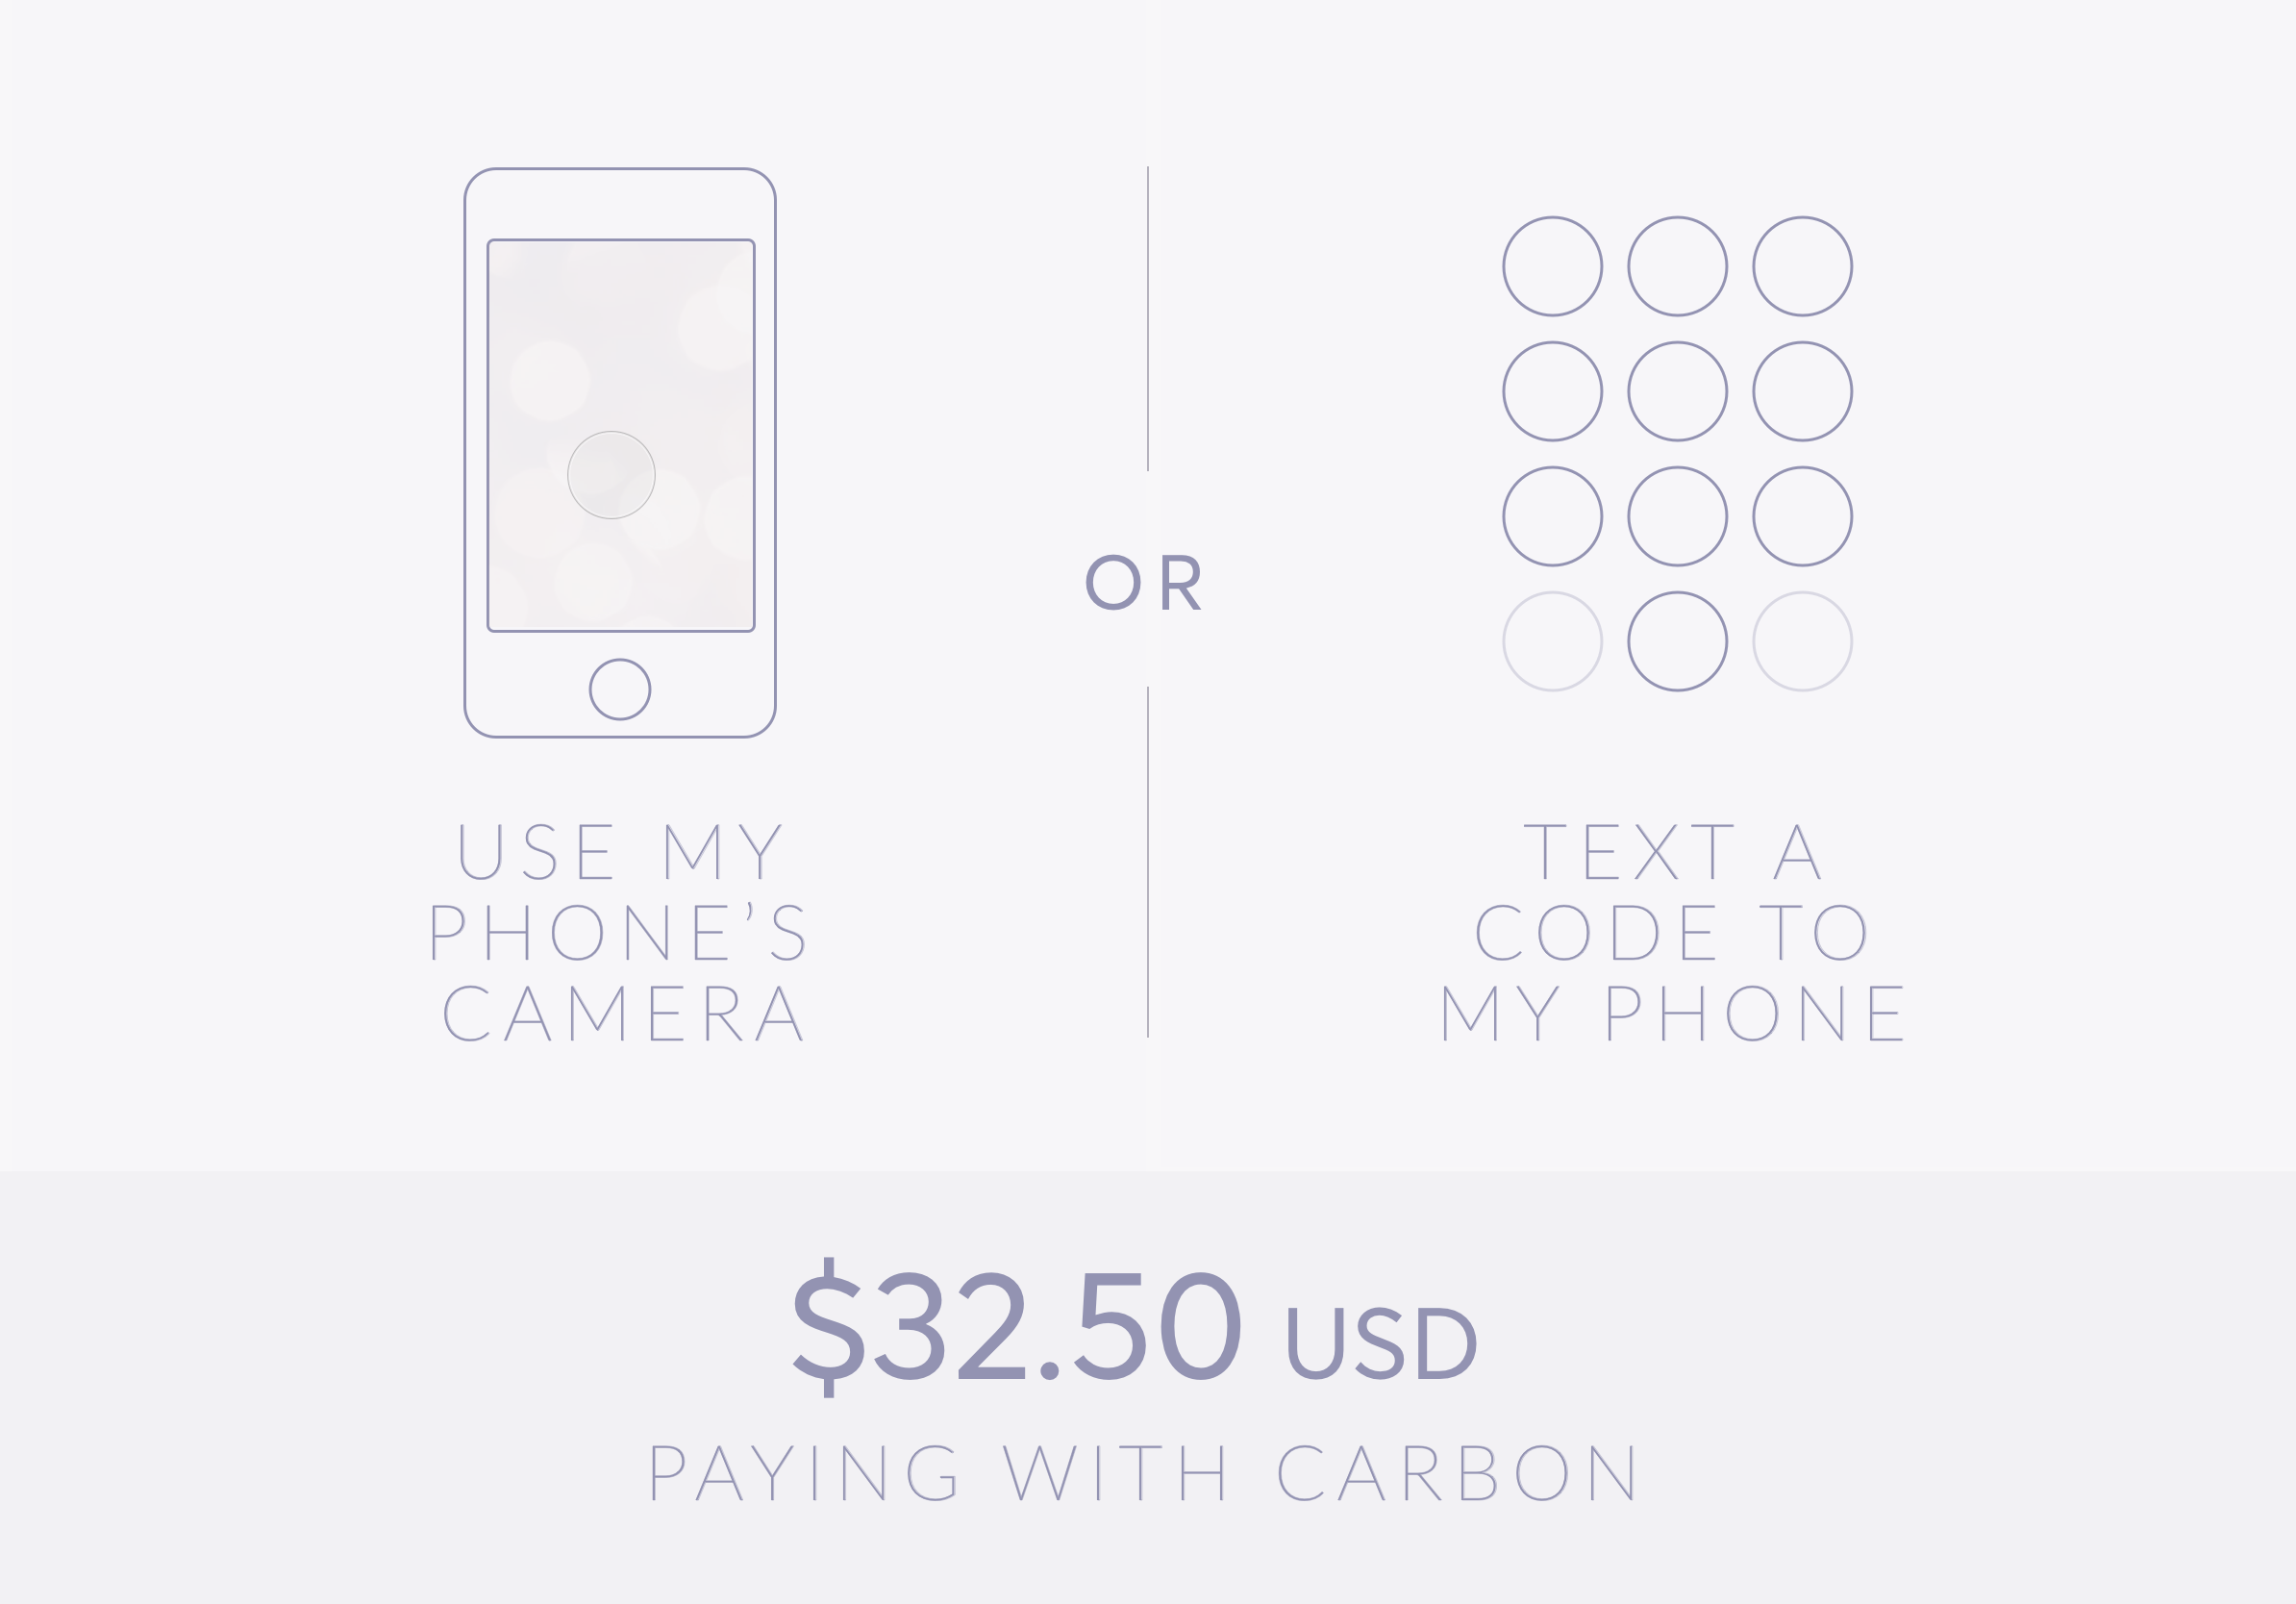 USE MY
PHONE’S
CAMERA
OR
TEXT A
CODE TO
MY PHONE
$32.50 USD
PAYING WITH CARBON